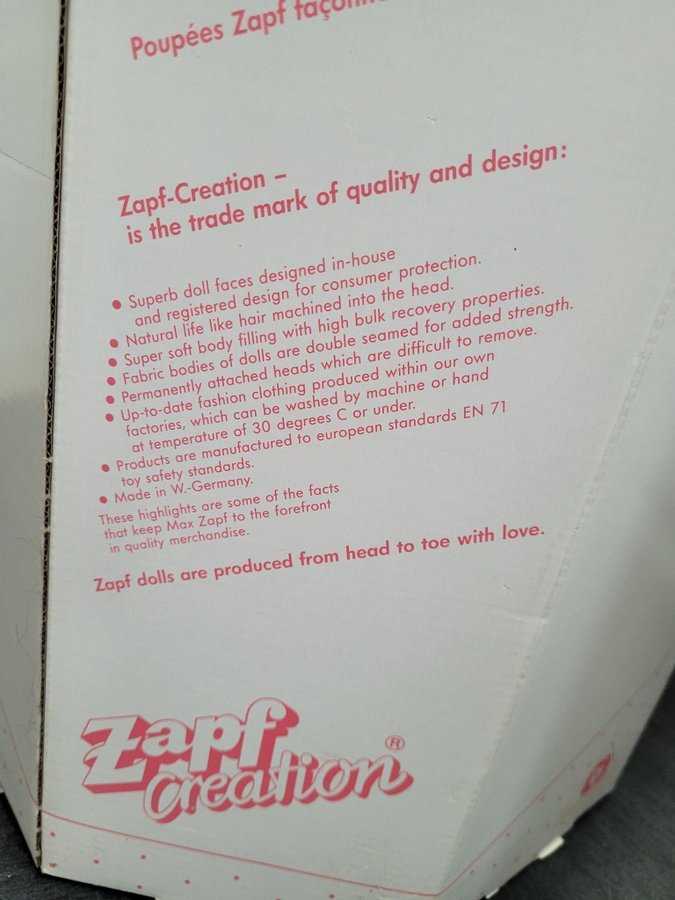 Poupées Zapf
Zapf-Creation –
is the trade mark of quality and design:
• Superb doll faces designed in-house
and registered design for consumer protection.
• Natural life like hair machined into the head.
• Super soft body filling with high bulk recovery properties.
• Fabric bodies of dolls are double seamed for added strength.
• Permanently attached heads which are difficult to remove.
• Up-to-date fashion clothing produced within our own
factories, which can be washed by machine or hand
at temperature of 30 degrees C or under.
• Products are manufactured to european standards EN 71
toy safety standards.
• Made in W.-Germany.
These highlights are some of the facts
that keep Max Zapf to the forefront
in quality merchandise.
Zapf dolls are produced from head to toe with love.
Zapf
creation ®